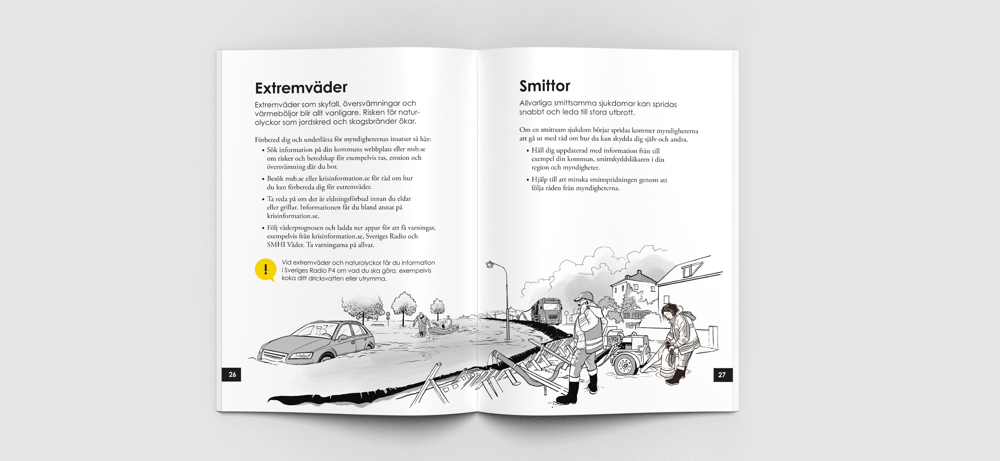 Extremväder
Extremväder som skyfall, översvämningar och
värmeböljor blir allt vanligare. Risken för natur-
olyckor som jordskred och skogsbränder ökar.
Förbered dig och underlätta för myndigheternas insatser så här:
• Sök information på din kommuns webbplats eller msb.se
om risker och beredskap för exempelvis ras, erosion och
översvämning där du bor.
• Besök msb.se eller krisinformation.se för råd om hur
du kan förbereda dig för extremväder.
• Ta reda på om det är eldningsförbud innan du eldar
eller grillar. Informationen får du bland annat på
krisinformation.se.
• Följ väderprognosen och ladda ner appar för att få varningar,
exempelvis från krisinformation.se, Sveriges Radio och
SMHI Väder. Ta varningarna på allvar.
!
Vid extremväder och naturolyckor får du information
i Sveriges Radio P4 om vad du ska göra, exempelvis
koka ditt dricksvatten eller utrymma.
26
Smittor
Allvarliga smittsamma sjukdomar kan spridas
snabbt och leda till stora utbrott.
Om en smittsam sjukdom börjar spridas kommer myndigheterna
att gå ut med råd om hur du kan skydda dig själv och andra.
• Håll dig uppdaterad med information från till
exempel din kommun, smittskyddsläkaren i din
region och myndigheter.
• Hjälp till att minska smittspridningen genom att
följa råden från myndigheterna.
27